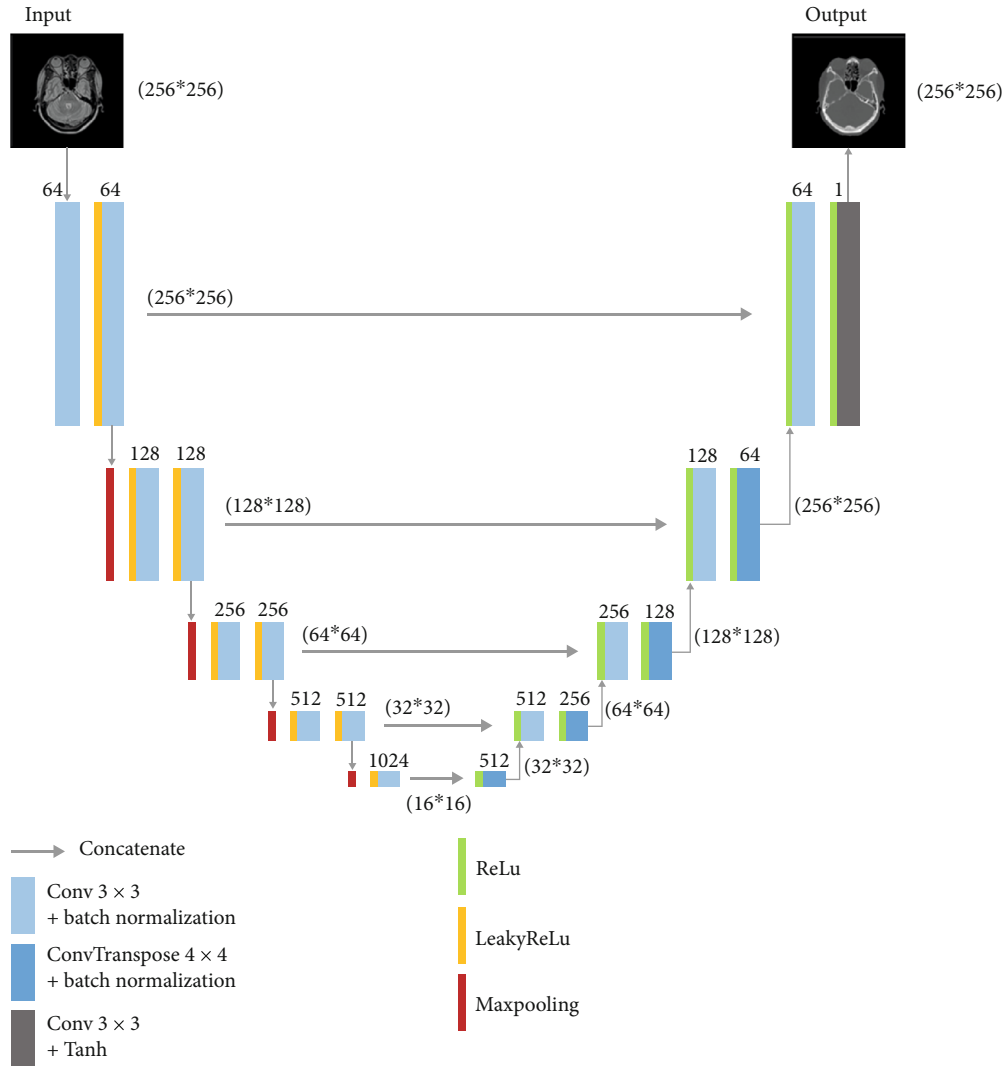 Input
Output
(256*256)
(256*256)
64
64
64
1
(256*256)
128
128
128
64
(128*128)
(256*256)
256
256
256
128
(64*64)
(128*128)
512
512
(32*32)
512
256
(64*64)
1024
512
(32*32)
(16*16)
Concatenate
Conv 3 × 3
+ batch normalization
ConvTranspose 4 × 4
+ batch normalization
Conv 3 × 3
+ Tanh
ReLu
LeakyReLu
Maxpooling